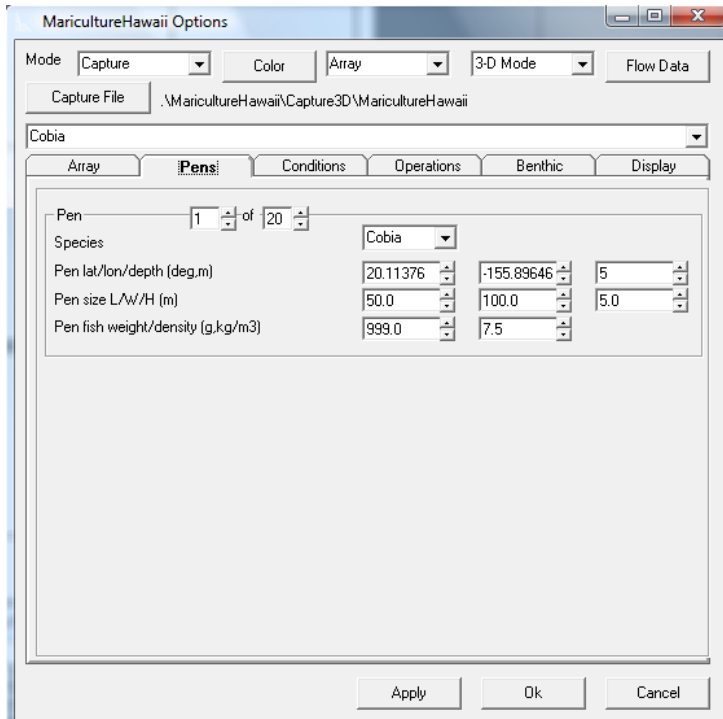 MaricultureHawaii Options
Mode Capture Color Array 3-D Mode Flow Data
Capture File .\MaricultureHawaii\Capture3D\MaricultureHawaii
Cobia
Array Pens Conditions Operations Benthic Display
Pen 1 of 20
Species Cobia
Pen lat/lon/depth (deg,m) 20.11376 -155.89646 5
Pen size L/W/H (m) 50.0 100.0 5.0
Pen fish weight/density (g,kg/m3) 999.0 7.5
Apply Ok Cancel